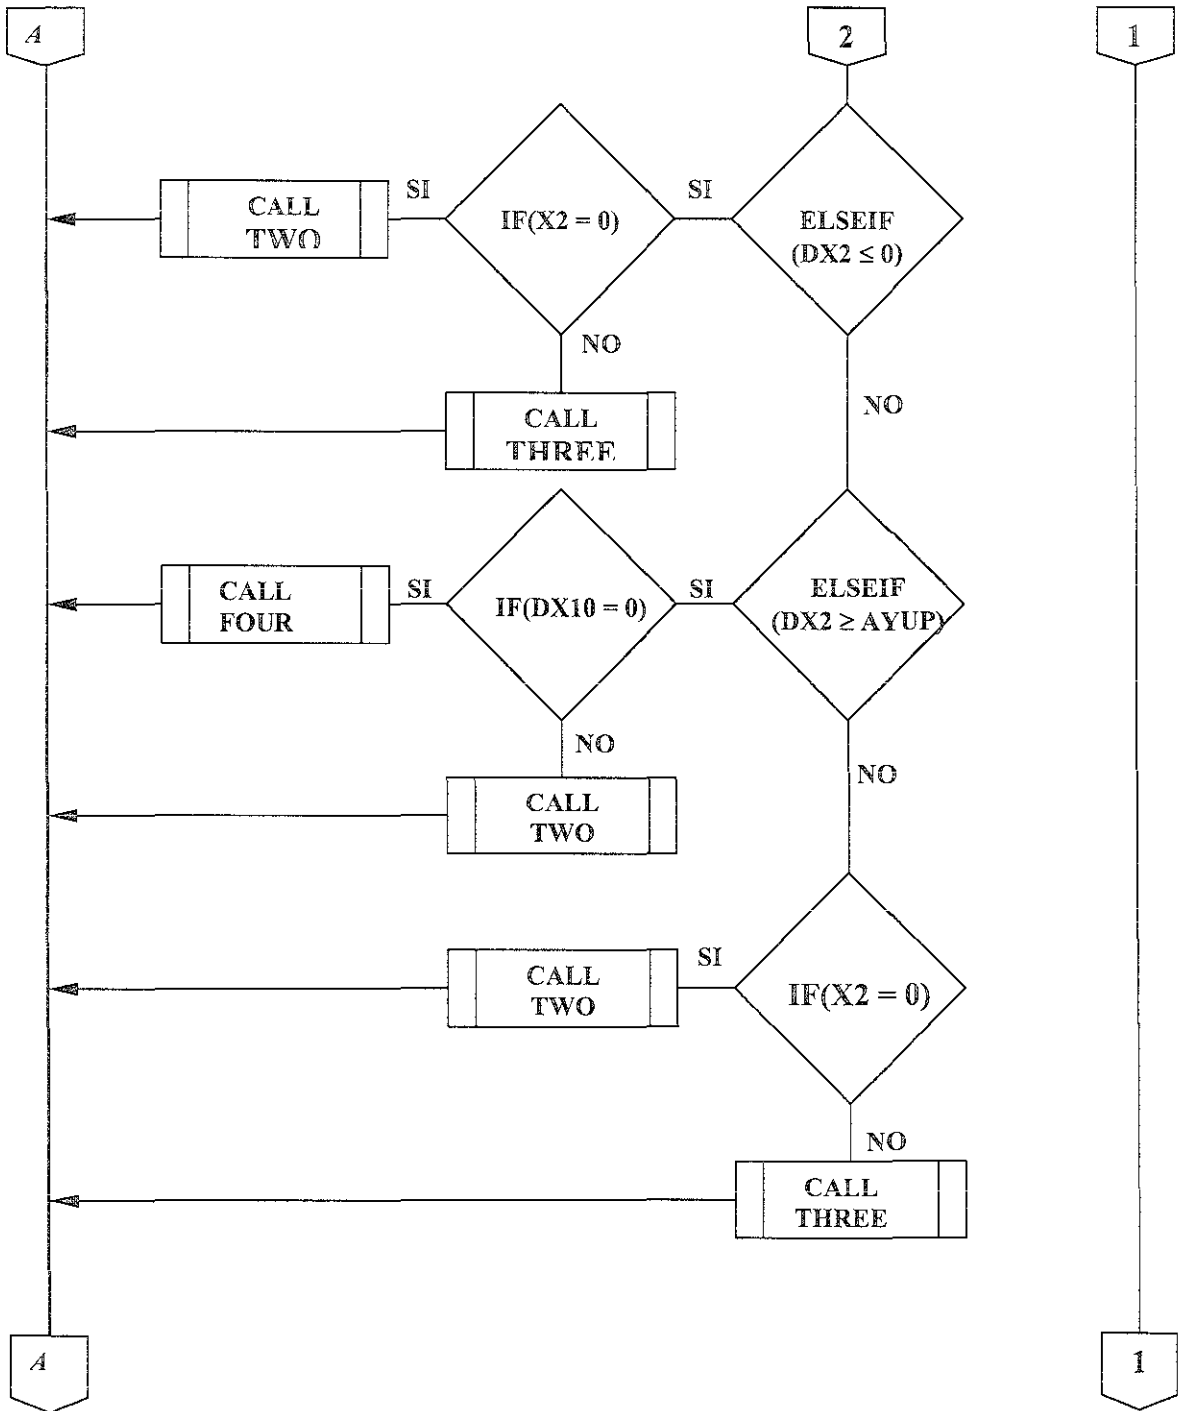 A
2
1
CALL
TWO
SI
IF(X2 = 0)
SI
ELSEIF
(DX2 ≤ 0)
NO
CALL
THREE
NO
CALL
FOUR
SI
IF(DX10 = 0)
SI
ELSEIF
(DX2 ≥ AYUP)
NO
CALL
TWO
NO
CALL
TWO
SI
IF(X2 = 0)
NO
CALL
THREE
A
1